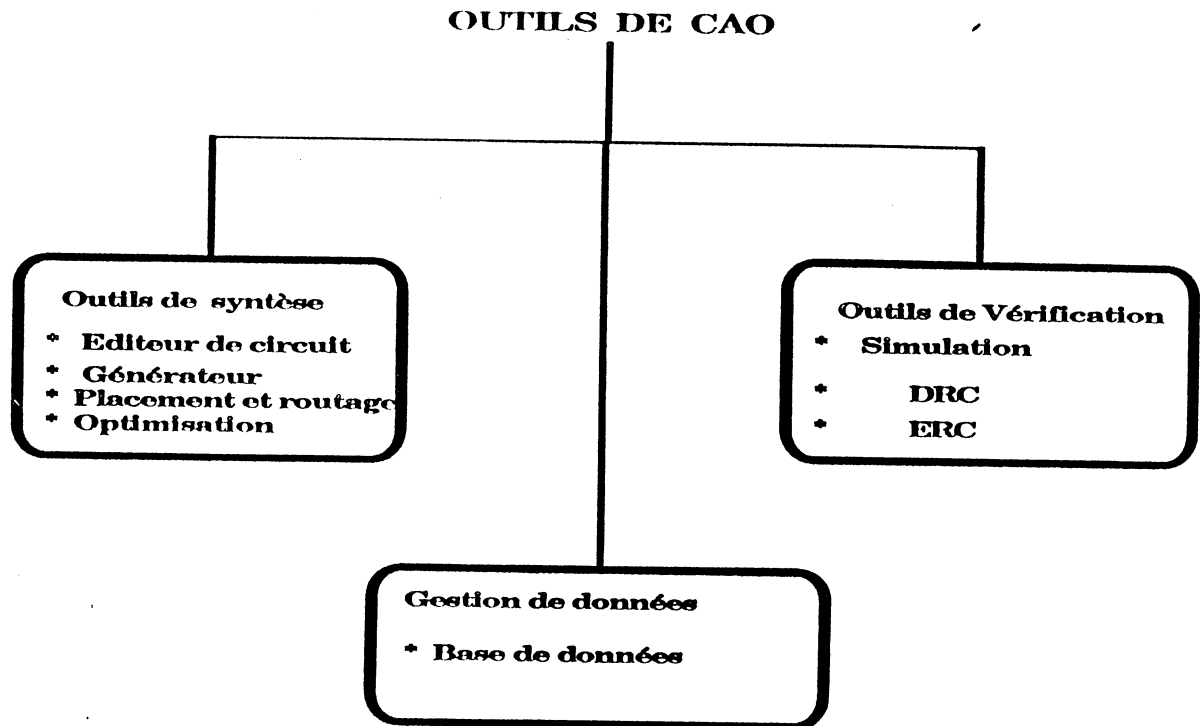 OUTILS DE CAO
Outils de syntèse
* Editeur de circuit
* Générateur
* Placement et routage
* Optimisation
Outils de Vérification
* Simulation
* DRC
* ERC
Gestion de données
* Base de données